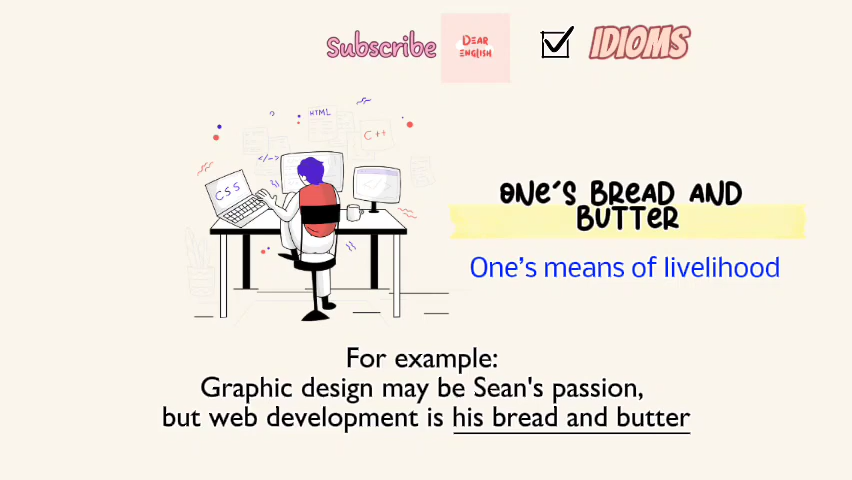 Subscribe
DEAR
ENGLISH
IDIOMS
HTML
C++
</->
CSS
</>
ONE'S BREAD AND
BUTTER
One's means of livelihood
For example:
Graphic design may be Sean's passion,
but web development is his bread and butter